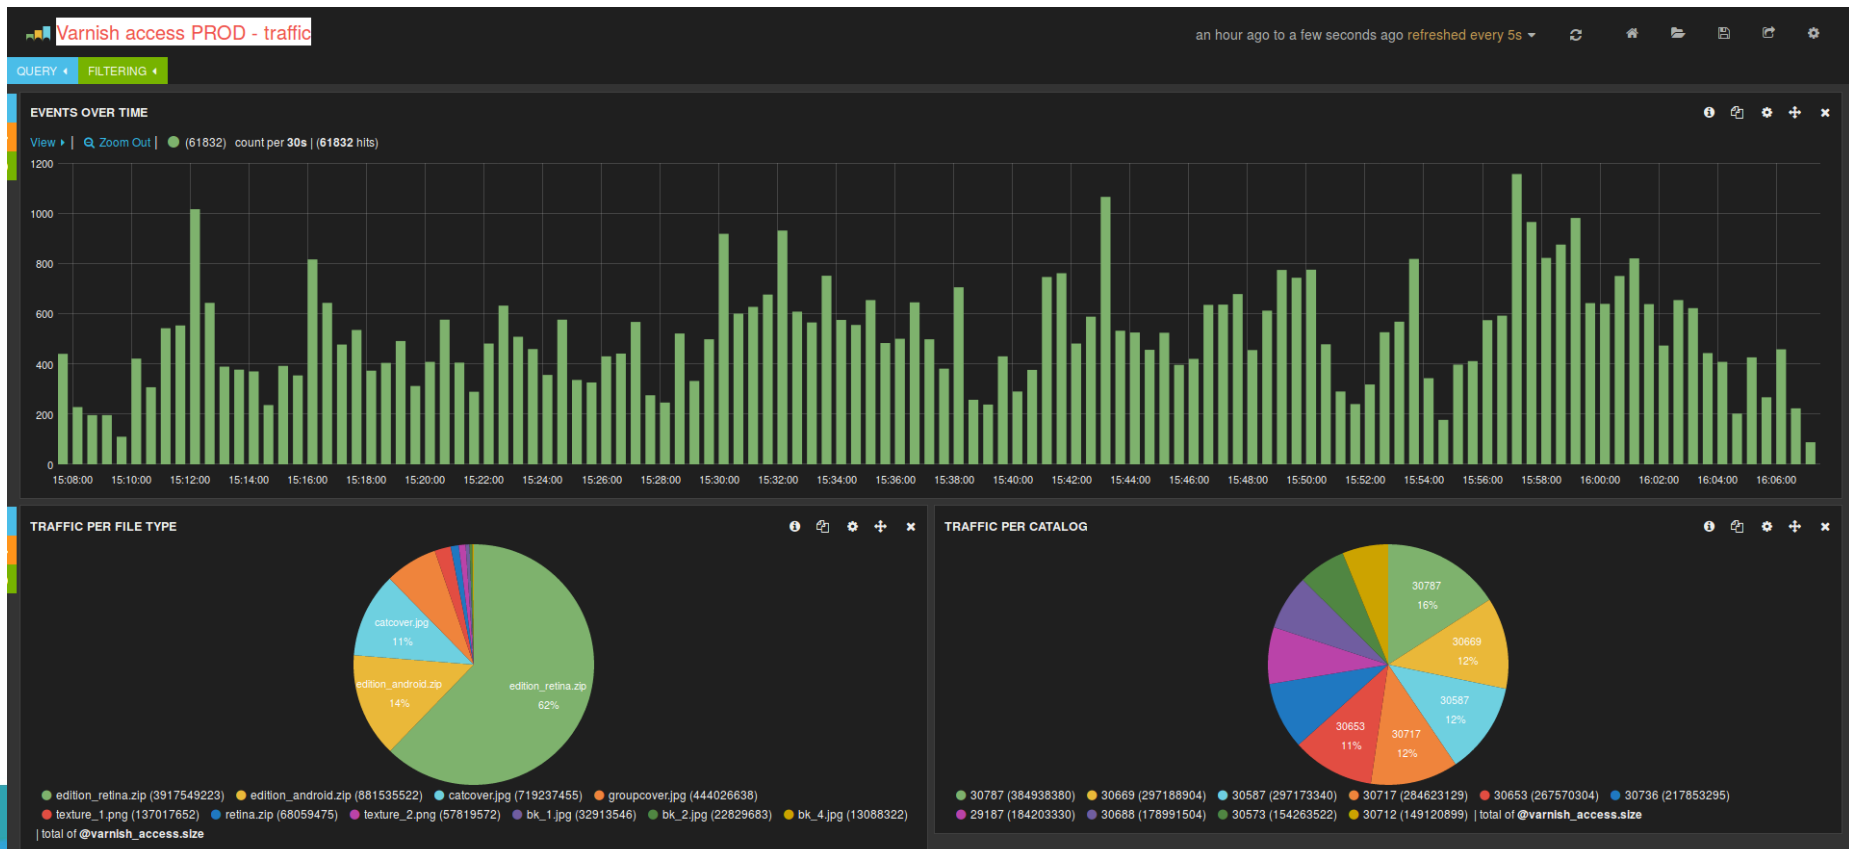 Varnish access PROD - traffic
an hour ago to a few seconds ago refreshed every 5s
QUERY FILTERING
EVENTS OVER TIME
View | Zoom Out | (61832) count per 30s | (61832 hits)
1200
1000
800
600
400
200
0
15:08:00 15:10:00 15:12:00 15:14:00 15:16:00 15:18:00 15:20:00 15:22:00 15:24:00 15:26:00 15:28:00 15:30:00 15:32:00 15:34:00 15:36:00 15:38:00 15:40:00 15:42:00 15:44:00 15:46:00 15:48:00 15:50:00 15:52:00 15:54:00 15:56:00 15:58:00 16:00:00 16:02:00 16:04:00 16:06:00
TRAFFIC PER FILE TYPE
catcover.jpg
11%
edition_android.zip
14%
edition_retina.zip
62%
edition_retina.zip (3917549223) edition_android.zip (881535522) catcover.jpg (719237455) groupcover.jpg (444026638)
texture_1.png (137017652) retina.zip (68059475) texture_2.png (57819572) bk_1.jpg (32913546) bk_2.jpg (22829683) bk_4.jpg (13088322)
| total of @varnish_access.size
TRAFFIC PER CATALOG
30787
16%
30669
12%
30587
12%
30717
12%
30653
11%
30787 (384938380) 30669 (297188904) 30587 (297173340) 30717 (284623129) 30653 (267570304) 30736 (217853295)
29187 (184203330) 30688 (178991504) 30573 (154263522) 30712 (149120899) | total of @varnish_access.size